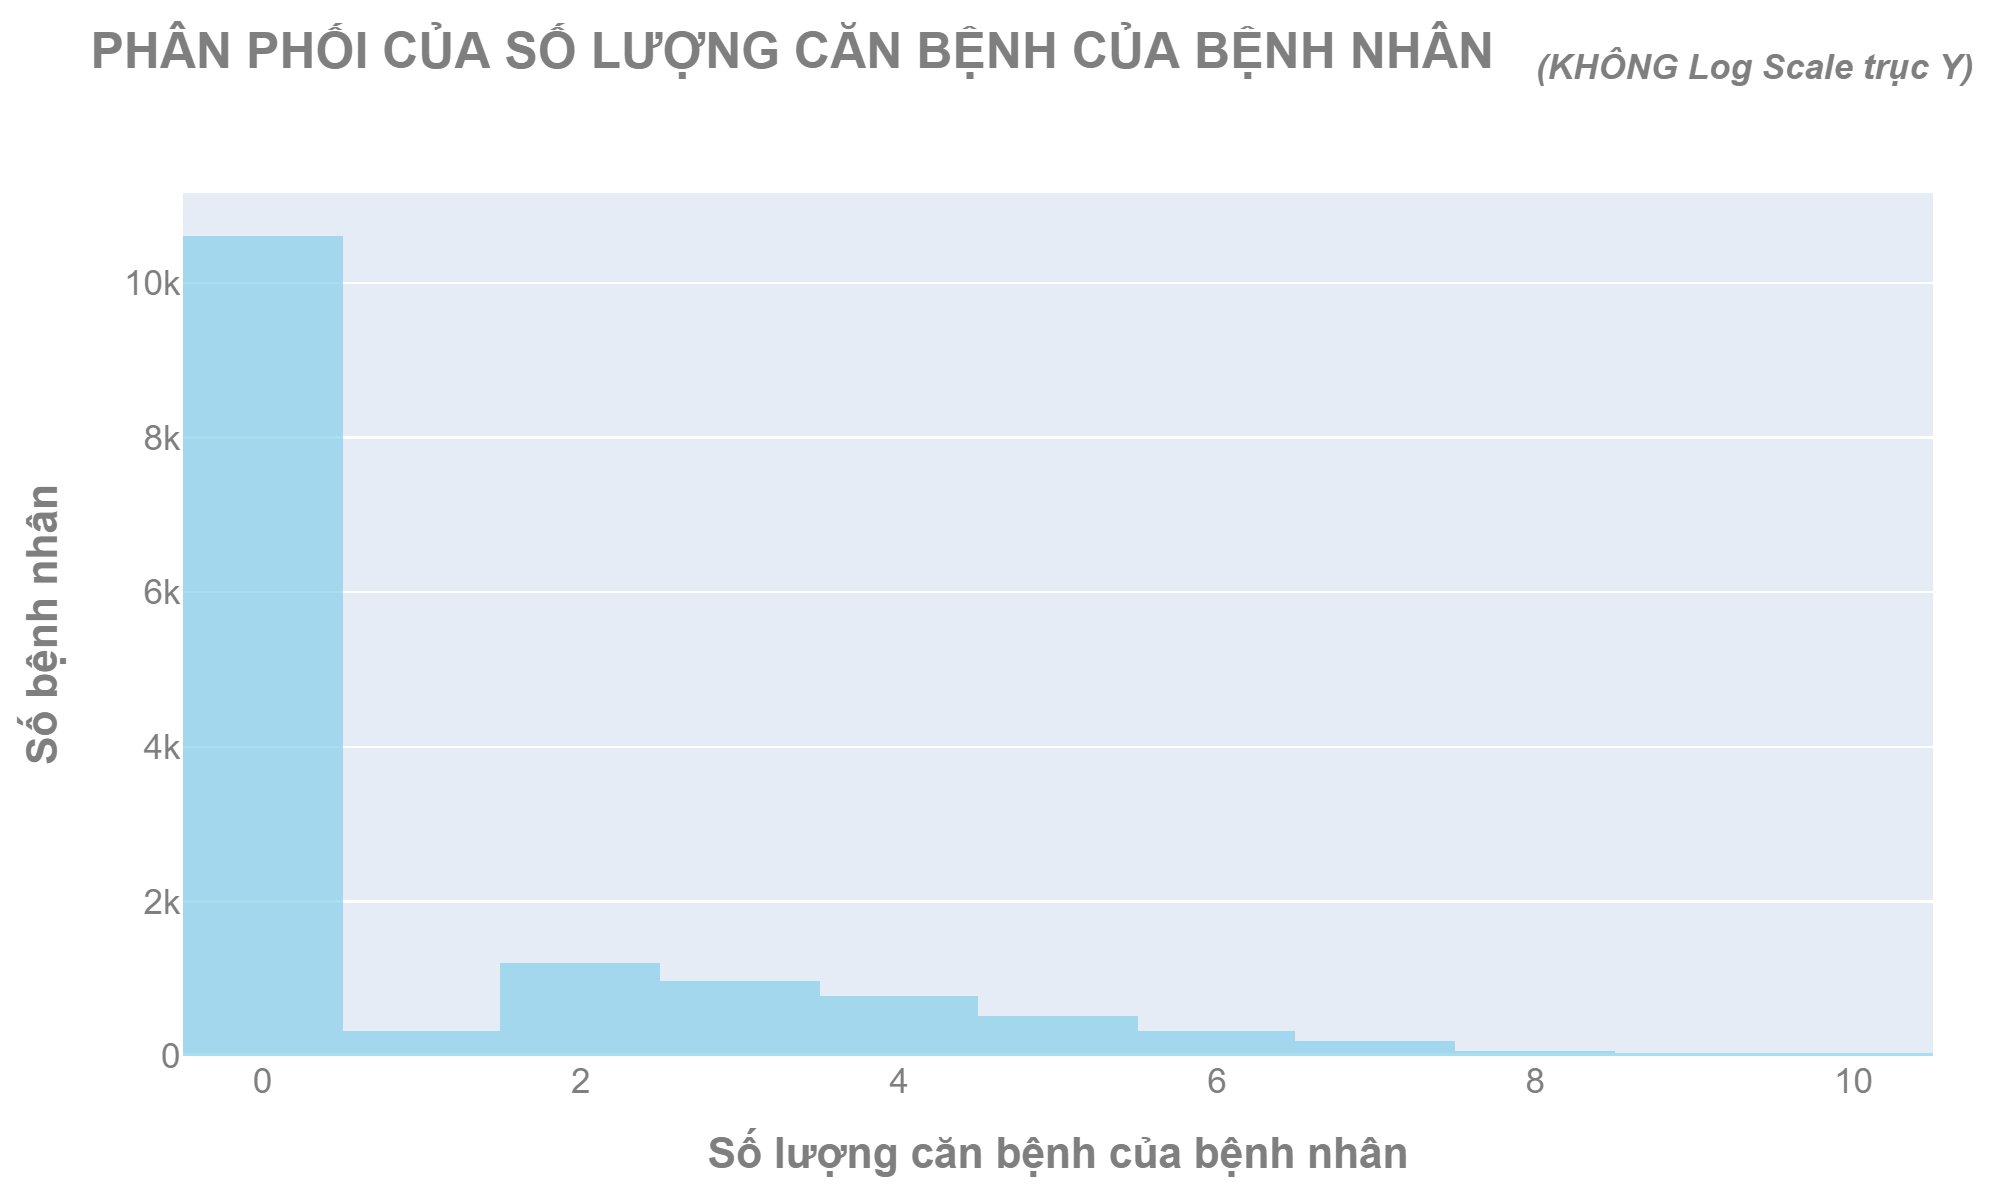 PHÂN PHỐI CỦA SỐ LƯỢNG CĂN BỆNH CỦA BỆNH NHÂN (KHÔNG Log Scale trục Y)
Số bệnh nhân
10k
8k
6k
4k
2k
0
0 2 4 6 8 10
Số lượng căn bệnh của bệnh nhân